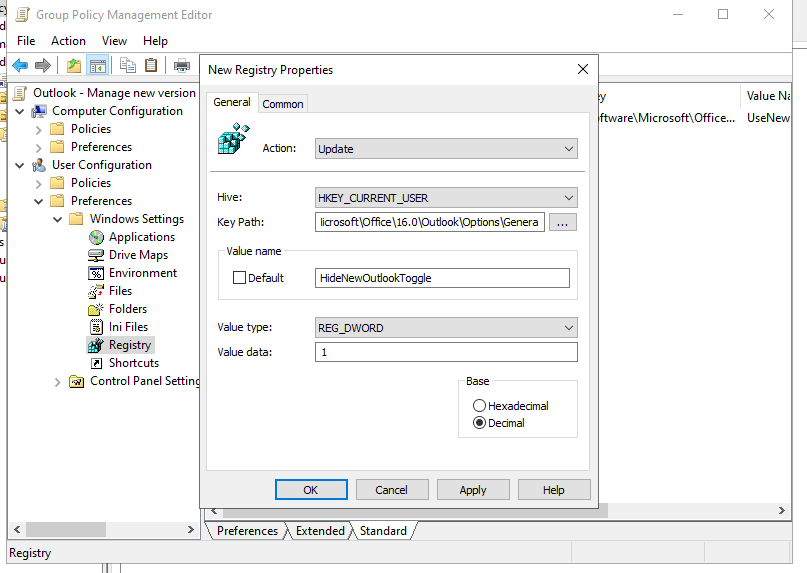 Group Policy Management Editor
File Action View Help
Outlook - Manage new version
Computer Configuration
Policies
Preferences
User Configuration
Policies
Preferences
Windows Settings
Applications
Drive Maps
Environment
Files
Folders
Ini Files
Registry
Shortcuts
Control Panel Setting
New Registry Properties
General Common
Action: Update
Hive: HKEY_CURRENT_USER
Key Path: licrosoft\Office\16.0\Outlook\Options\Genera ...
Value name
Default HideNewOutlookToggle
Value type: REG_DWORD
Value data: 1
Base
Hexadecimal
Decimal
OK Cancel Apply Help
ey Value Na
oftware\Microsoft\Office... UseNew
Preferences Extended Standard
Registry